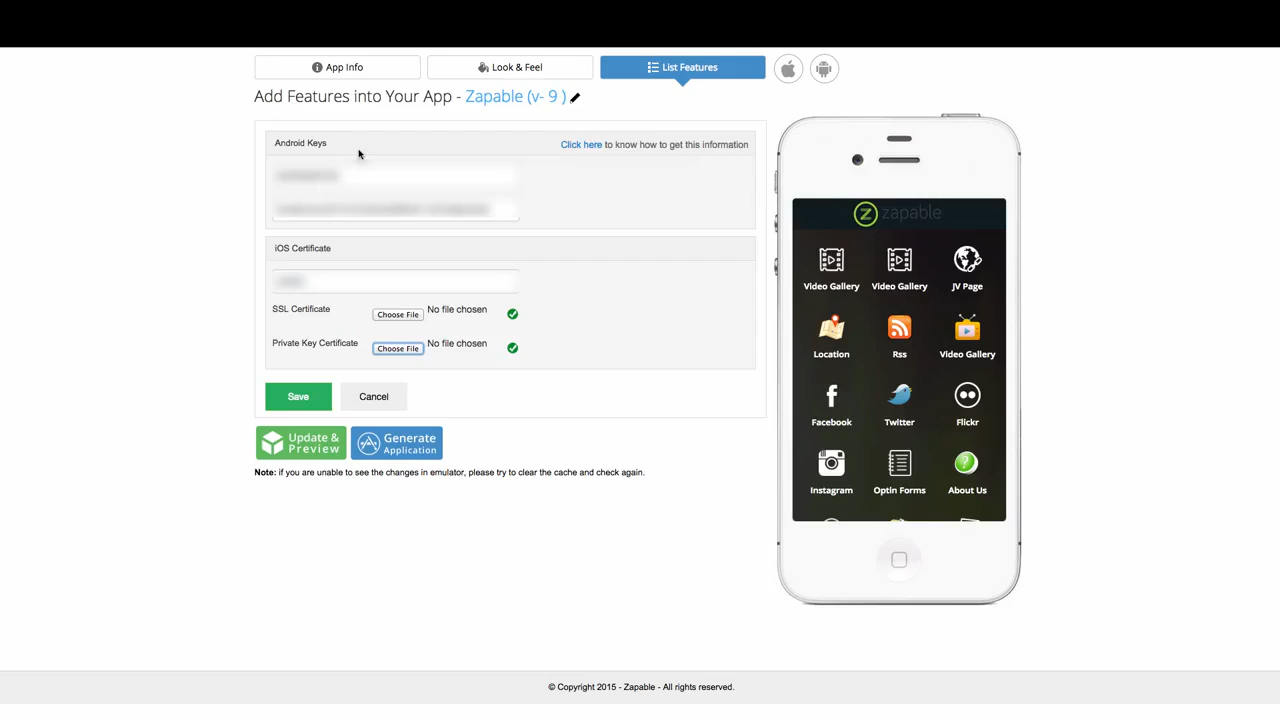 App Info
Look & Feel
List Features
Add Features into Your App - Zapable (v- 9 )
Android Keys
Click here to know how to get this information
iOS Certificate
SSL Certificate
Choose File
No file chosen
Private Key Certificate
Choose File
No file chosen
Save
Cancel
Update &
Preview
Generate
Application
Note: if you are unable to see the changes in emulator, please try to clear the cache and check again.
Z zapable
Video Gallery
Video Gallery
JV Page
Location
Rss
Video Gallery
Facebook
Twitter
Flickr
Instagram
Optin Forms
About Us
© Copyright 2015 - Zapable - All rights reserved.